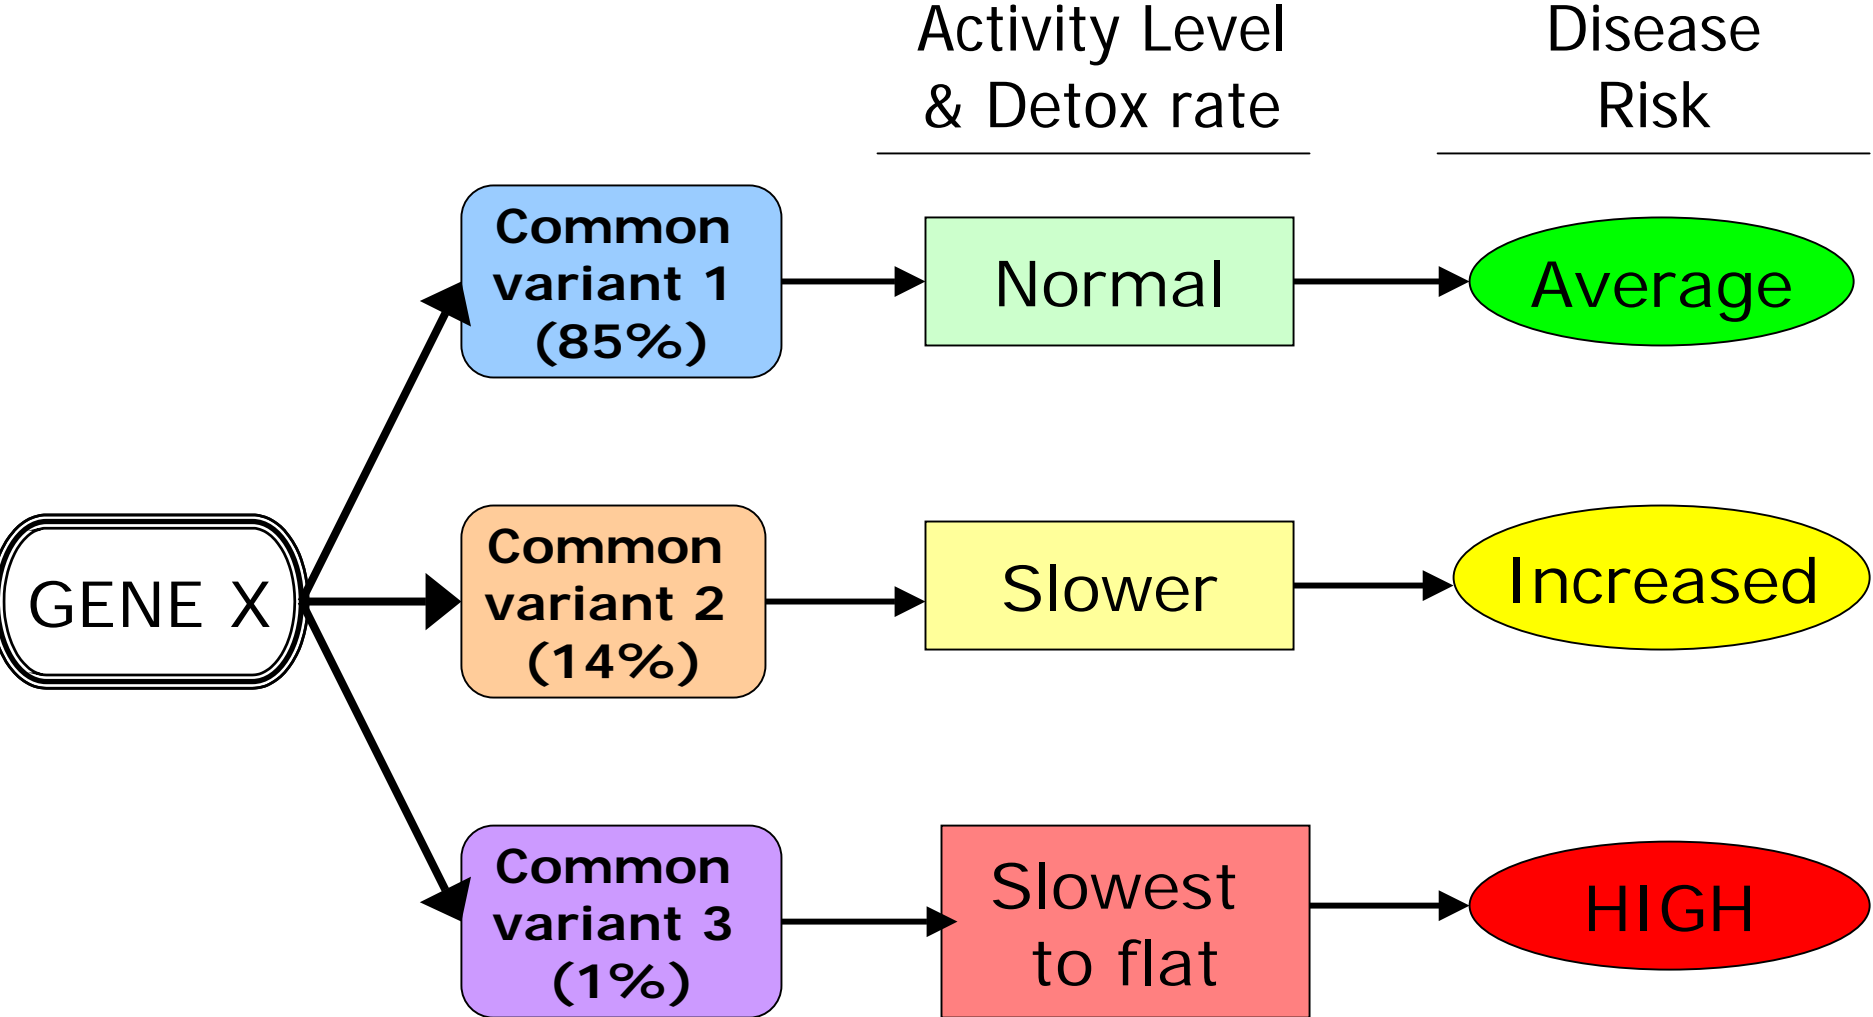 Activity Level
& Detox rate
Disease
Risk
Common
variant 1
(85%)
Normal
Average
GENE X
Common
variant 2
(14%)
Slower
Increased
Common
variant 3
(1%)
Slowest
to flat
HIGH